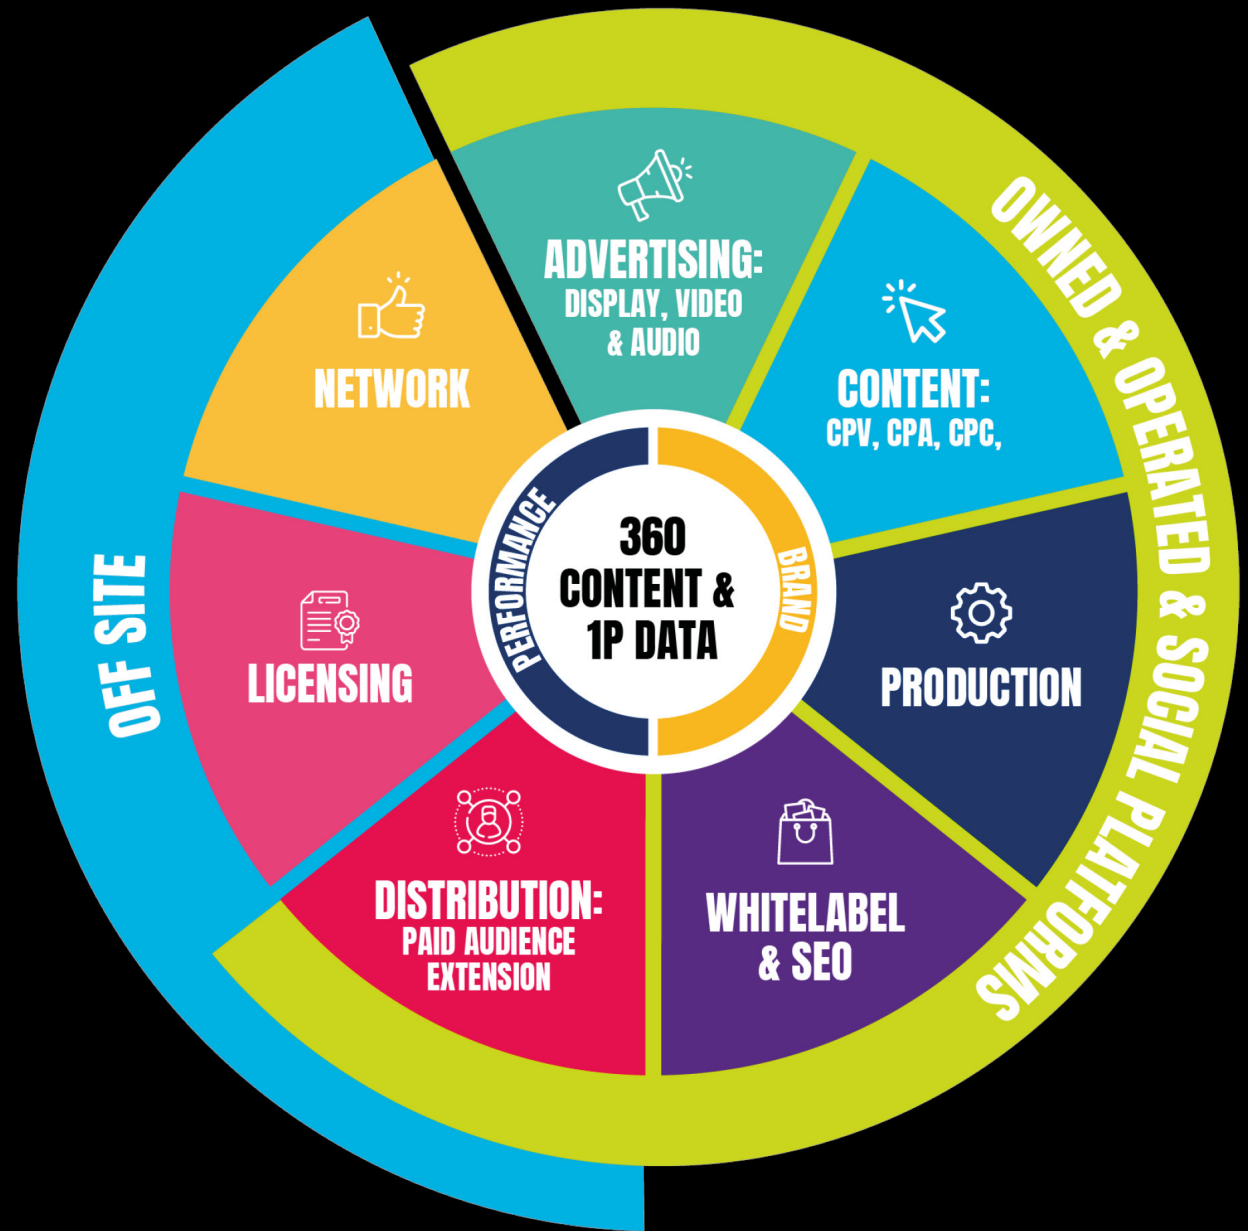 ADVERTISING:
DISPLAY, VIDEO
& AUDIO
CONTENT:
CPV, CPA, CPC,
PRODUCTION
WHITELABEL
& SEO
DISTRIBUTION:
PAID AUDIENCE
EXTENSION
LICENSING
NETWORK
OFF SITE
OWNED & OPERATED & SOCIAL PLATFORMS
PERFORMANCE
BRAND
360
CONTENT &
1P DATA